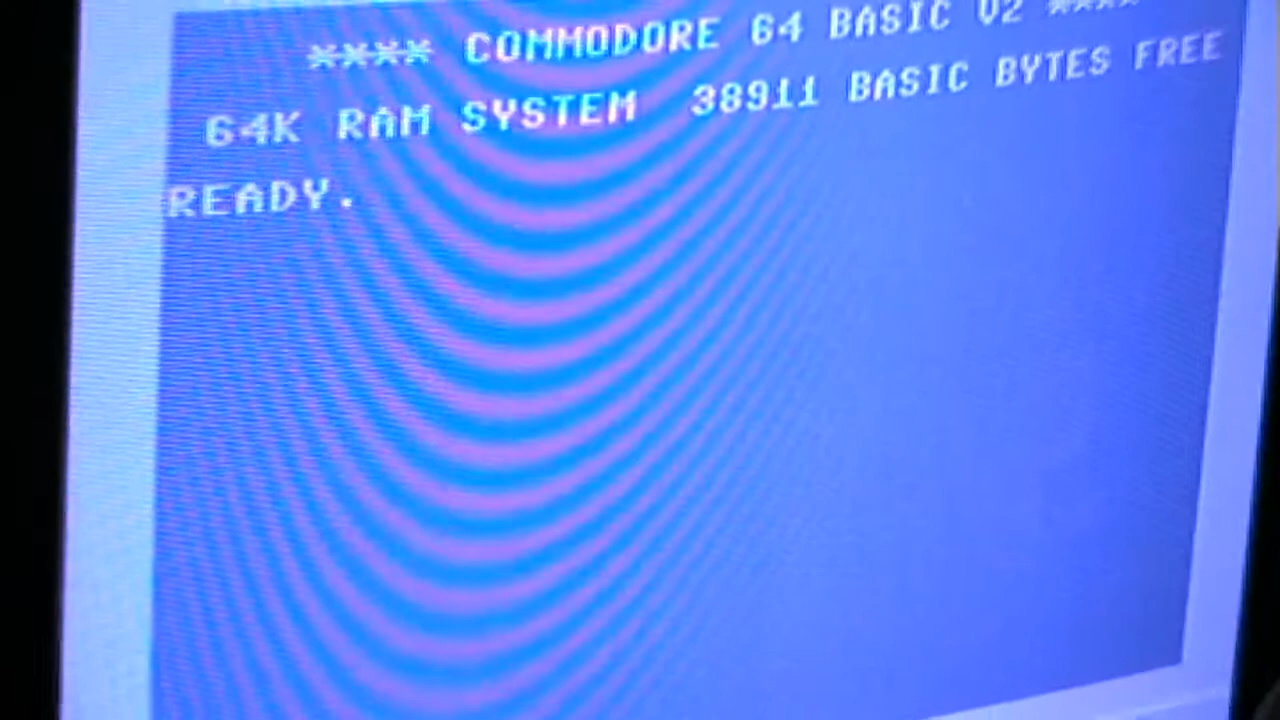 **** COMMODORE 64 BASIC V2 ****
64K RAM SYSTEM  38911 BASIC BYTES FREE
READY.